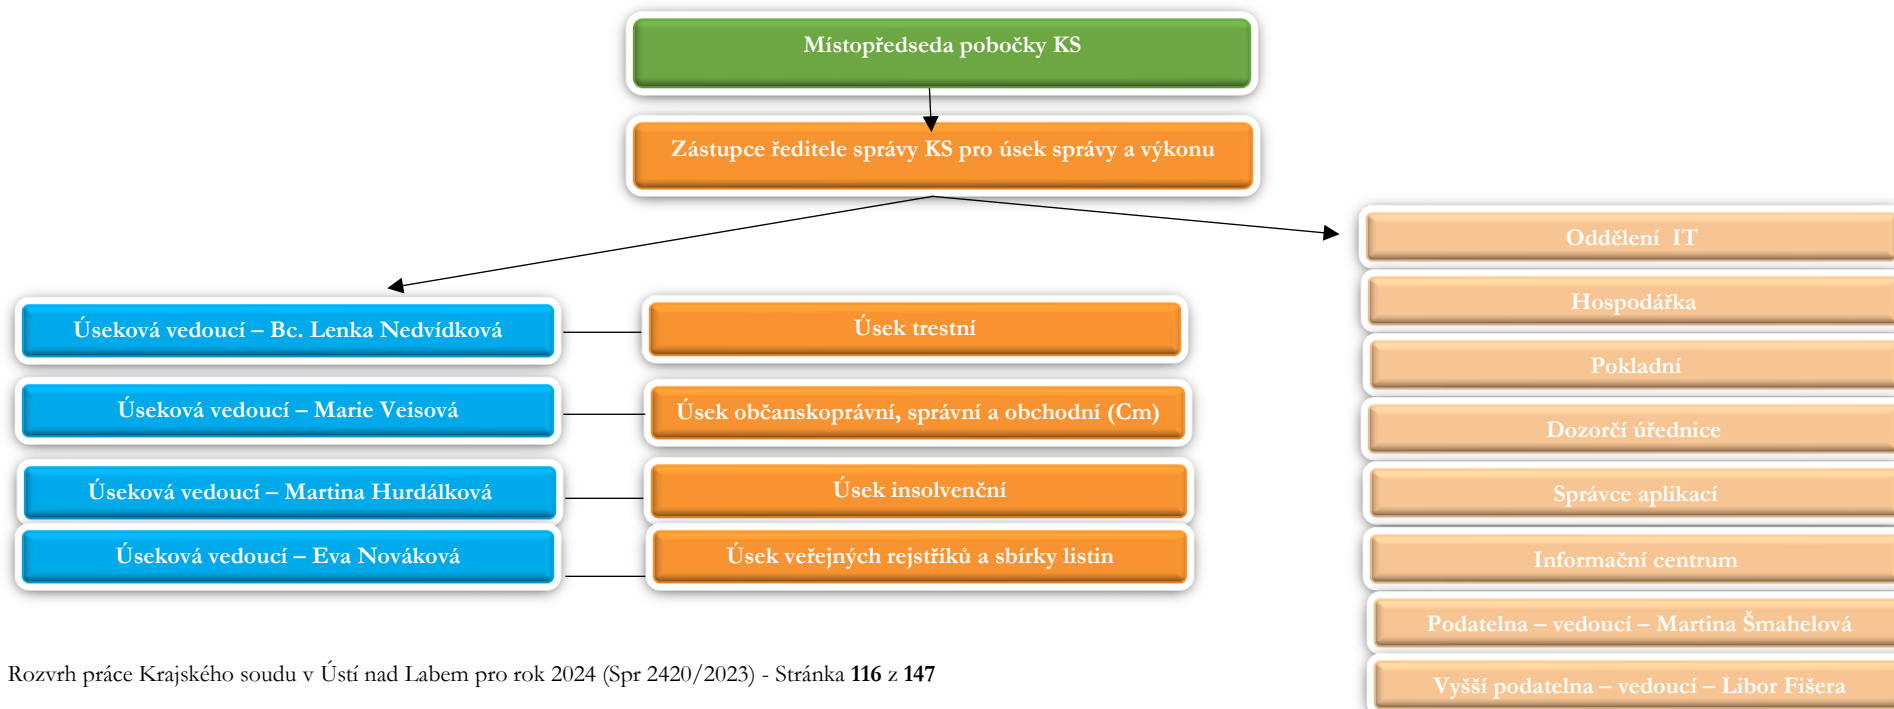 Místopředseda pobočky KS
Zástupce ředitele správy KS pro úsek správy a výkonu
Úseková vedoucí – Bc. Lenka Nedvídková
Úsek trestní
Úseková vedoucí – Marie Veisová
Úsek občanskoprávní, správní a obchodní (Cm)
Úseková vedoucí – Martina Hurdálková
Úsek insolvenční
Úseková vedoucí – Eva Nováková
Úsek veřejných rejstříků a sbírky listin
Oddělení  IT
Hospodářka
Pokladní
Dozorčí úřednice
Správce aplikací
Informační centrum
Podatelna – vedoucí – Martina Šmahelová
Vyšší podatelna – vedoucí – Libor Fišera
Rozvrh práce Krajského soudu v Ústí nad Labem pro rok 2024 (Spr 2420/2023) - Stránka 116 z 147